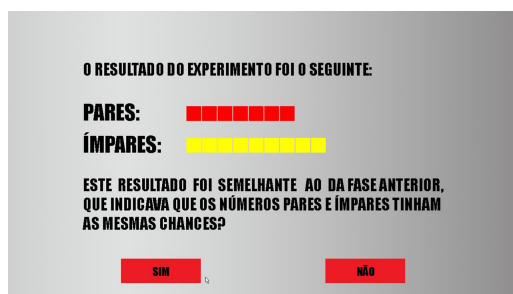 O RESULTADO DO EXPERIMENTO FOI O SEGUINTE:
PARES:
ÍMPARES:
ESTE RESULTADO FOI SEMELHANTE AO DA FASE ANTERIOR,
QUE INDICAVA QUE OS NÚMEROS PARES E ÍMPARES TINHAM
AS MESMAS CHANCES?
SIM
NÃO